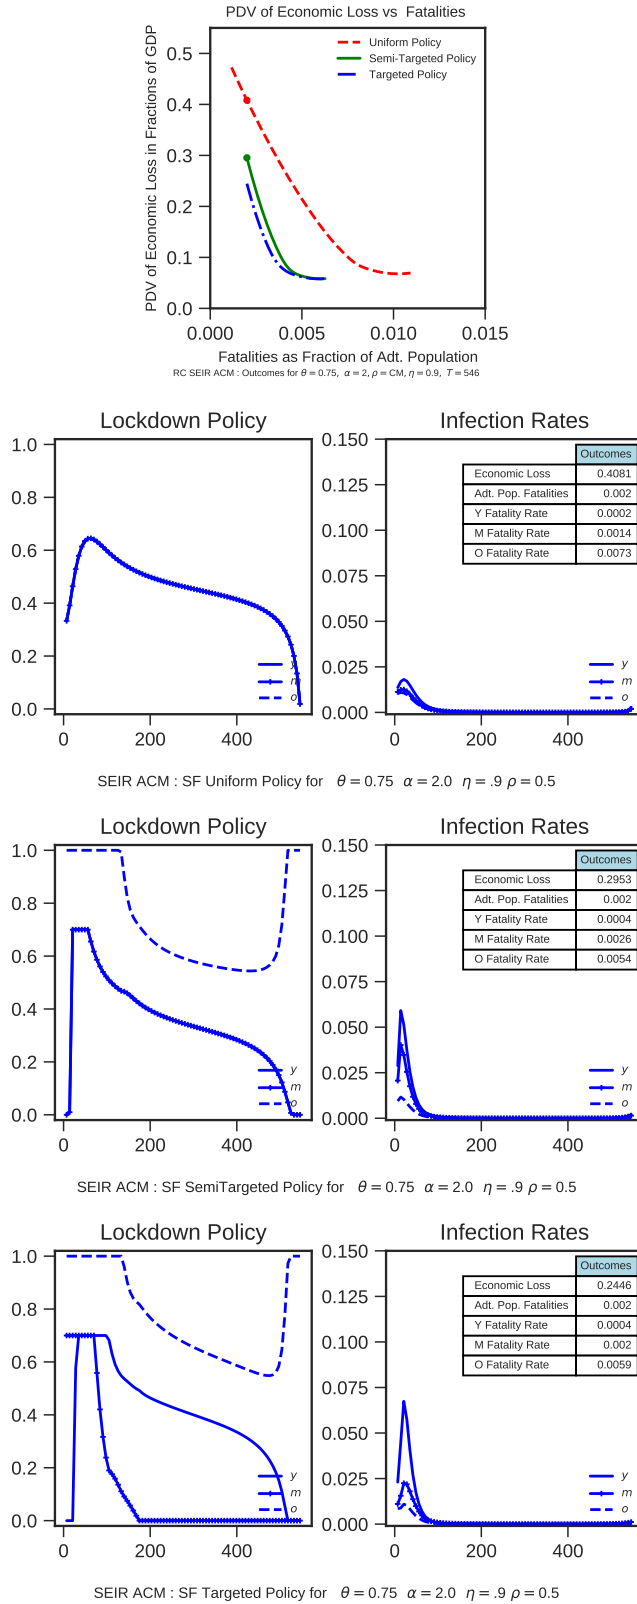 PDV of Economic Loss vs Fatalities
PDV of Economic Loss in Fractions of GDP
0.5
0.4
0.3
0.2
0.1
0.0
Uniform Policy
Semi-Targeted Policy
Targeted Policy
0.000 0.005 0.010 0.015
Fatalities as Fraction of Adt. Population
RC SEIR ACM : Outcomes for θ = 0.75, α = 2, ρ = CM, η = 0.9, T = 546
Lockdown Policy
1.0
0.8
0.6
0.4
0.2
0.0
y
m
o
0 200 400
Infection Rates
0.150
0.125
0.100
0.075
0.050
0.025
0.000
Outcomes
Economic Loss 0.4081
Adt. Pop. Fatalities 0.002
Y Fatality Rate 0.0002
M Fatality Rate 0.0014
O Fatality Rate 0.0073
y
m
o
0 200 400
SEIR ACM : SF Uniform Policy for θ = 0.75 α = 2.0 η = .9 ρ = 0.5
Lockdown Policy
1.0
0.8
0.6
0.4
0.2
0.0
y
m
o
0 200 400
Infection Rates
0.150
0.125
0.100
0.075
0.050
0.025
0.000
Outcomes
Economic Loss 0.2953
Adt. Pop. Fatalities 0.002
Y Fatality Rate 0.0004
M Fatality Rate 0.0026
O Fatality Rate 0.0054
y
m
o
0 200 400
SEIR ACM : SF SemiTargeted Policy for θ = 0.75 α = 2.0 η = .9 ρ = 0.5
Lockdown Policy
1.0
0.8
0.6
0.4
0.2
0.0
y
m
o
0 200 400
Infection Rates
0.150
0.125
0.100
0.075
0.050
0.025
0.000
Outcomes
Economic Loss 0.2446
Adt. Pop. Fatalities 0.002
Y Fatality Rate 0.0004
M Fatality Rate 0.002
O Fatality Rate 0.0059
y
m
o
0 200 400
SEIR ACM : SF Targeted Policy for θ = 0.75 α = 2.0 η = .9 ρ = 0.5